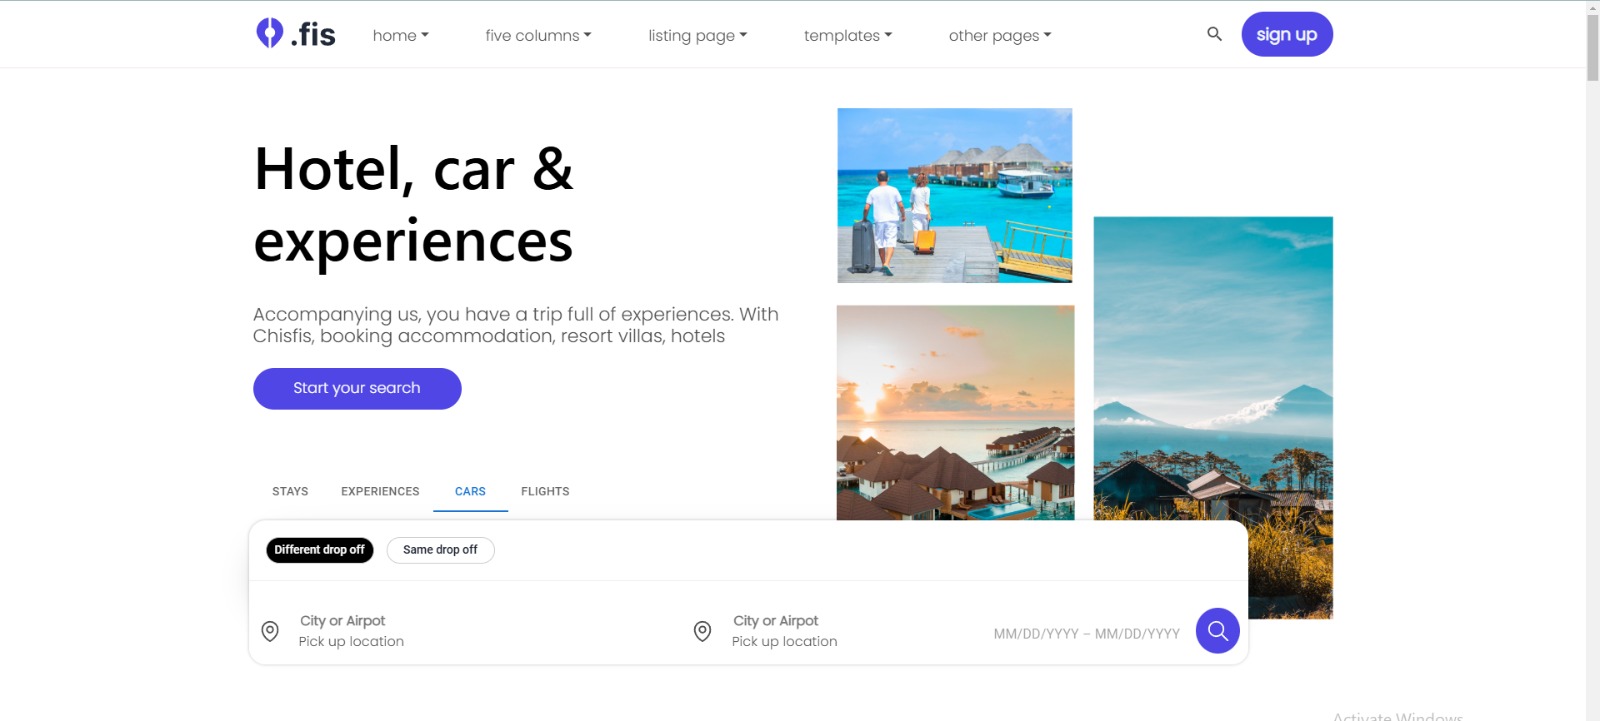 .fis
home
five columns
listing page
templates
other pages
sign up
Hotel, car &
experiences
Accompanying us, you have a trip full of experiences. With
Chisfis, booking accommodation, resort villas, hotels
Start your search
STAYS
EXPERIENCES
CARS
FLIGHTS
Different drop off
Same drop off
City or Airpot
Pick up location
City or Airpot
Pick up location
MM/DD/YYYY – MM/DD/YYYY
Activate Windows